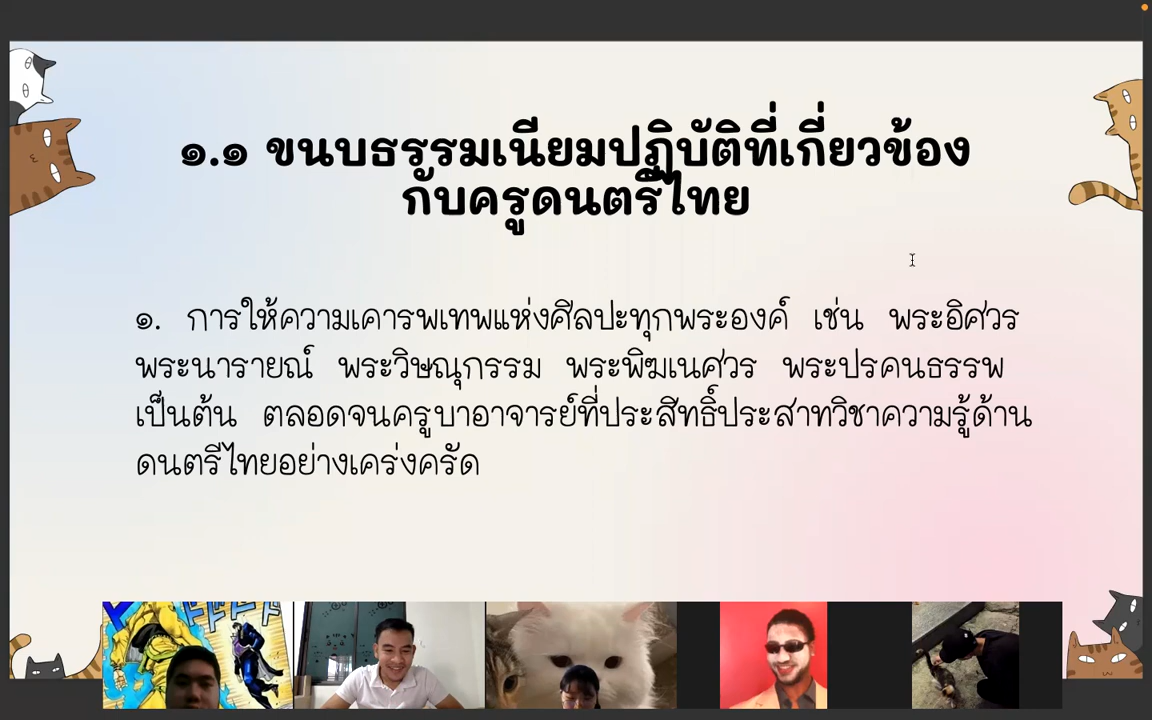 ๑.๑ ขนบธรรมเนียมปฏิบัติที่เกี่ยวข้อง
กับครูดนตรีไทย
๑. การให้ความเคารพเทพแห่งศิลปะทุกพระองค์ เช่น พระอิศวร
พระนารายณ์ พระวิษณุกรรม พระพิฆเนศวร พระปรคนธรรพ
เป็นต้น ตลอดจนครูบาอาจารย์ที่ประสิทธิ์ประสาทวิชาความรู้ด้าน
ดนตรีไทยอย่างเคร่งครัด